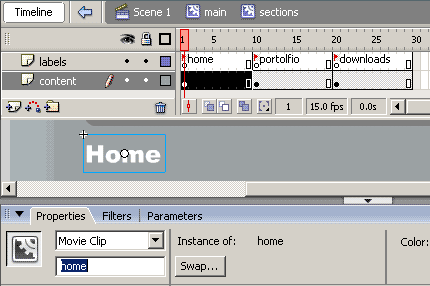 Timeline Scene 1 main sections
1 5 10 15 20 25 30
labels home portolfio downloads
content
1 15.0 fps 0.0s
Home
Properties Filters Parameters
Movie Clip Instance of: home Color:
home Swap...